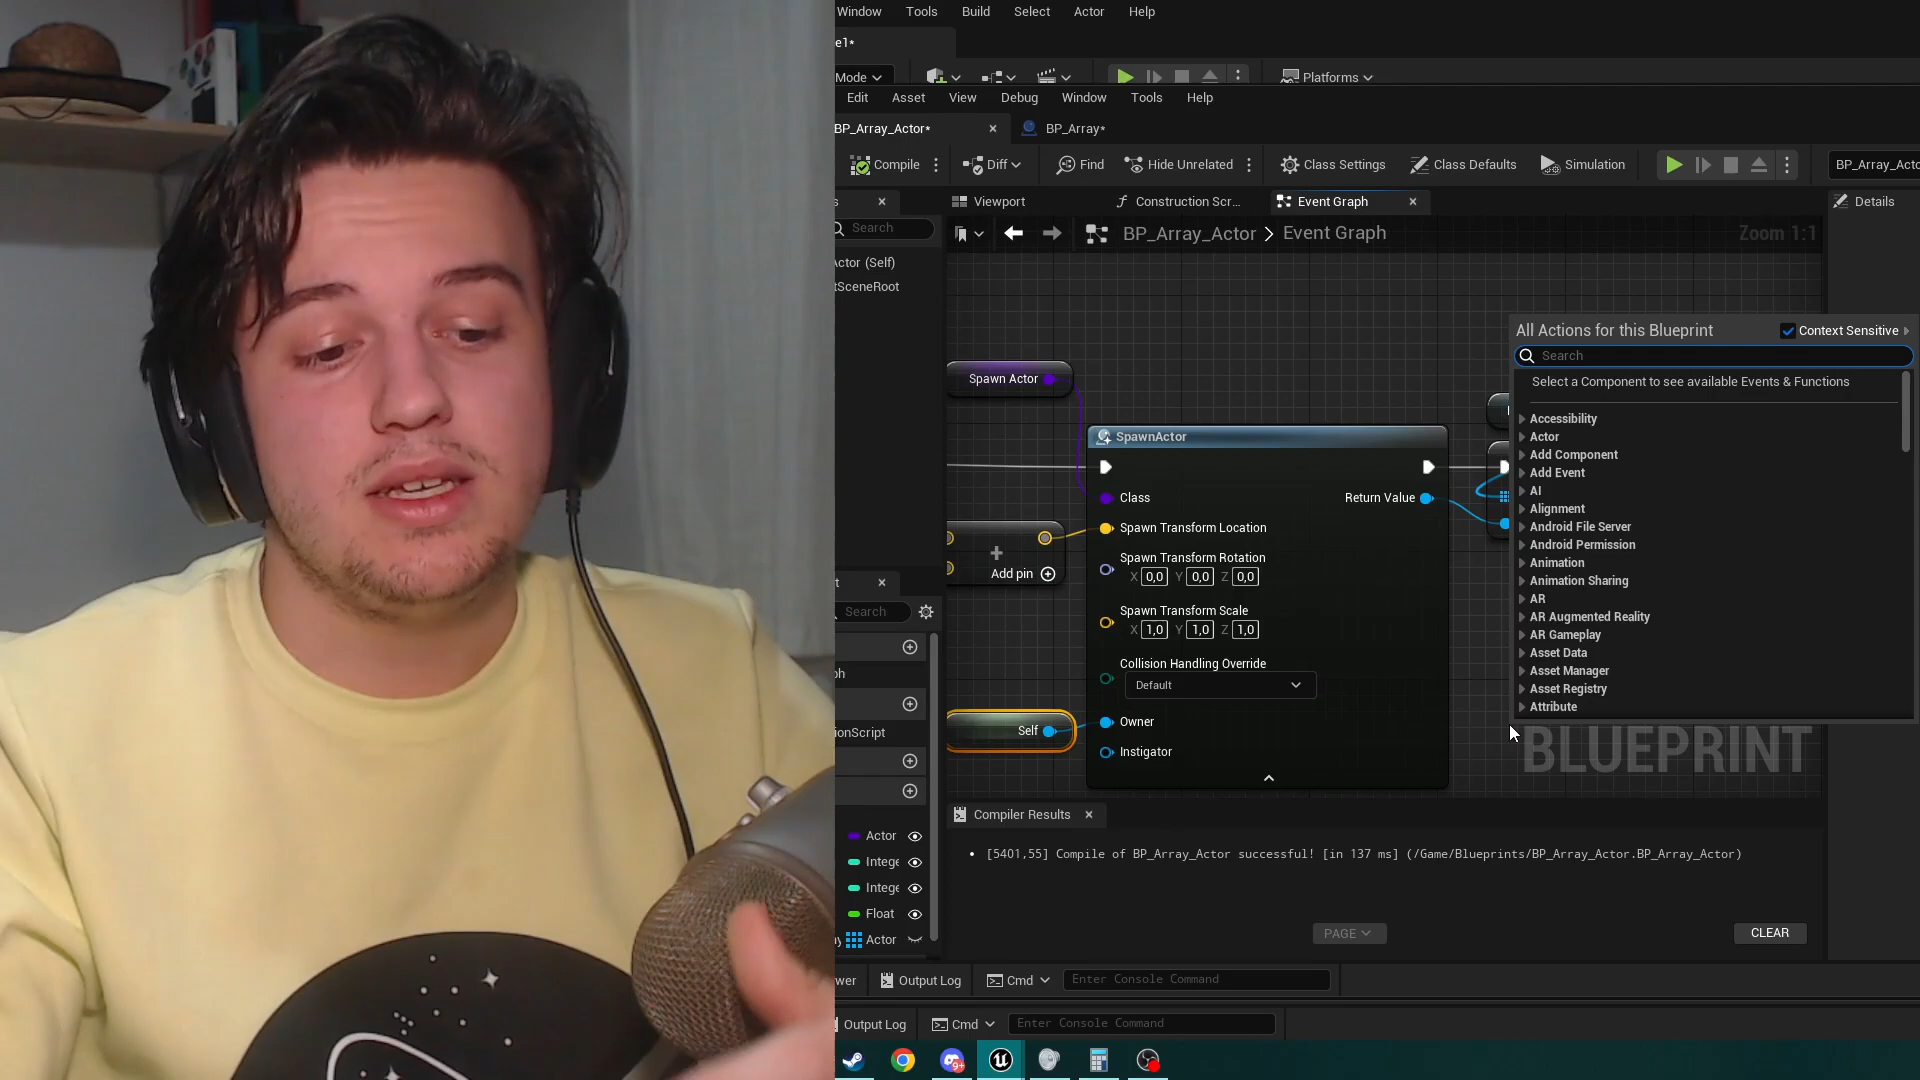 Window Tools Build Select Actor Help
el*
Mode
Platforms
Edit Asset View Debug Window Tools Help
BP_Array_Actor* BP_Array*
Compile Diff Find Hide Unrelated Class Settings Class Defaults Simulation BP_Array_Acto
s Viewport Construction Scr... Event Graph Details
Search
BP_Array_Actor > Event Graph
Zoom 1:1
Actor (Self)
tSceneRoot
All Actions for this Blueprint Context Sensitive
Search
Select a Component to see available Events & Functions
Accessibility
Actor
Add Component
Add Event
AI
Alignment
Android File Server
Android Permission
Animation
Animation Sharing
AR
AR Augmented Reality
AR Gameplay
Asset Data
Asset Manager
Asset Registry
Attribute
Spawn Actor
SpawnActor
Class
Return Value
Spawn Transform Location
Spawn Transform Rotation
X 0,0 Y 0,0 Z 0,0
Add pin
Spawn Transform Scale
X 1,0 Y 1,0 Z 1,0
Collision Handling Override
Default
Self
Owner
Instigator
BLUEPRINT
t
Search
ph
ionScript
Actor
Intege
Intege
Float
Actor
Compiler Results
• [5401,55] Compile of BP_Array_Actor successful! [in 137 ms] (/Game/Blueprints/BP_Array_Actor.BP_Array_Actor)
PAGE
CLEAR
wer Output Log Cmd Enter Console Command
Output Log Cmd Enter Console Command
9+